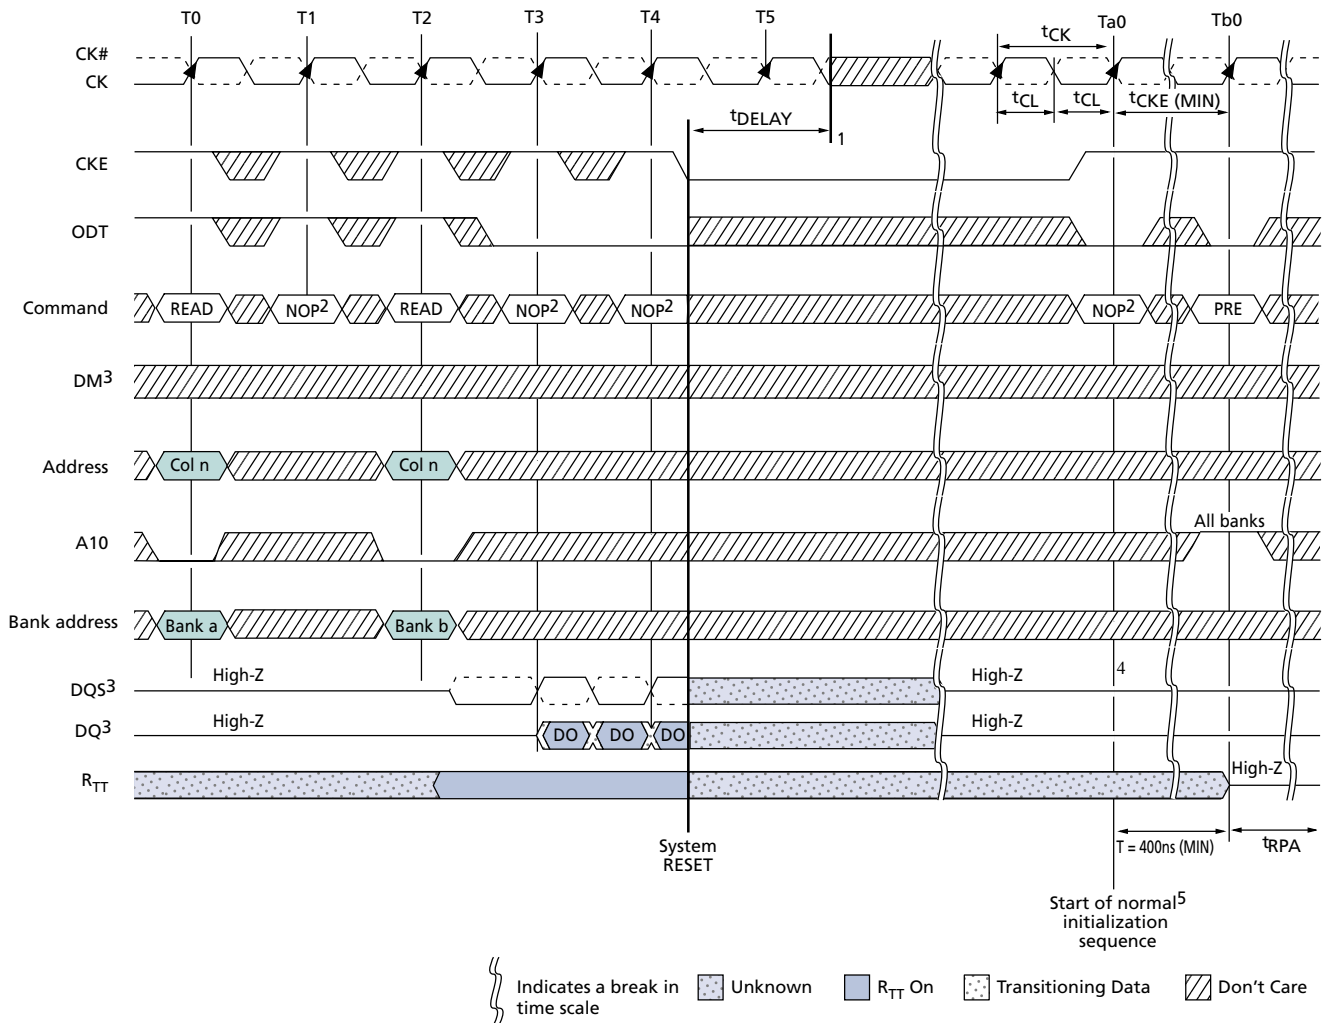 T0 T1 T2 T3 T4 T5 Ta0 Tb0
CK#
CK
tCK
tCL tCL tCKE (MIN)
tDELAY
1
CKE
ODT
Command READ NOP2 READ NOP2 NOP2 NOP2 PRE
DM3
Address Col n Col n
All banks
A10
Bank address Bank a Bank b
DQS3 High-Z High-Z 4
DQ3 High-Z DO DO DO High-Z
RTT High-Z
System
RESET
T = 400ns (MIN) tRPA
Start of normal5
initialization
sequence
Indicates a break in
time scale
Unknown RTT On Transitioning Data Don't Care